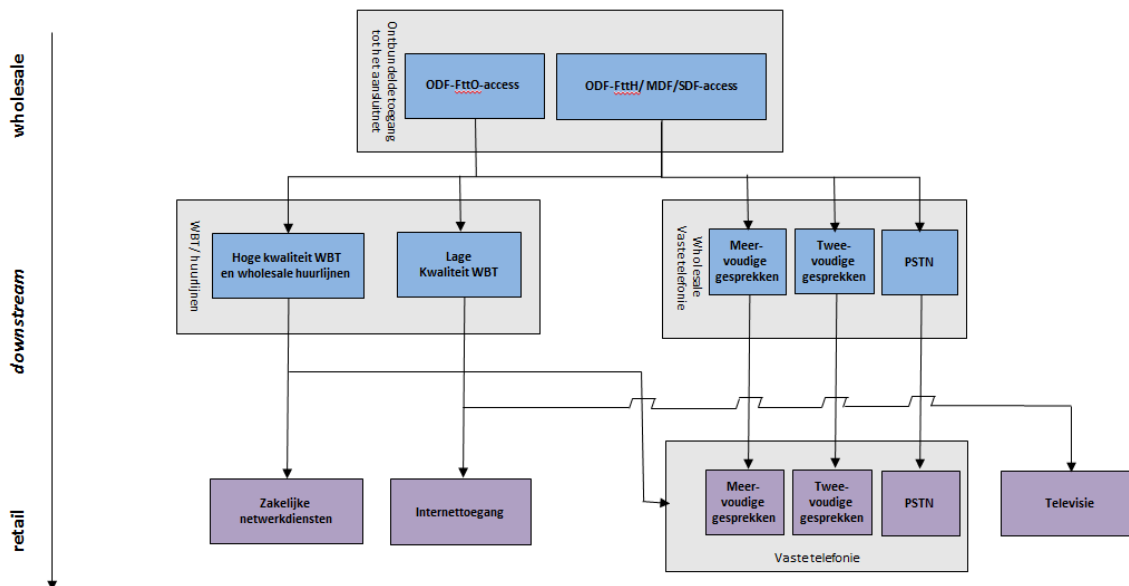 wholesale
Ontbundelde toegang
tot het aansluitnet
ODF-FttO-access
ODF-FttH/ MDF/SDF-access
downstream
WBT/ huurlijnen
Hoge kwaliteit WBT
en wholesale huurlijnen
Lage
Kwaliteit WBT
Wholesale
Vaste telefonie
Meer-
voudige
gesprekken
Twee-
voudige
gesprekken
PSTN
retail
Zakelijke
netwerkdiensten
Internettoegang
Meer-
voudige
gesprekken
Twee-
voudige
gesprekken
PSTN
Vaste telefonie
Televisie